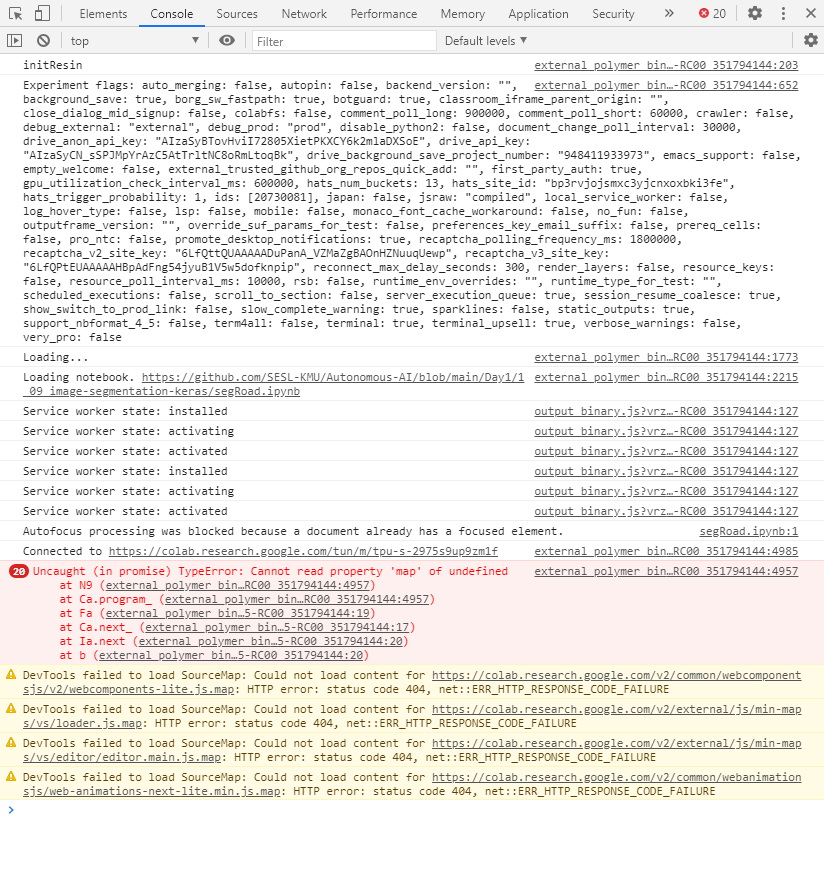 Elements Console Sources Network Performance Memory Application Security » 20
top Filter Default levels
initResin external_polymer_bin…-RC00_351794144:203
Experiment flags: auto_merging: false, autopin: false, backend_version: "", external_polymer_bin…-RC00_351794144:652
background_save: true, borg_sw_fastpath: true, botguard: true, classroom_iframe_parent_origin: "",
close_dialog_mid_signup: false, colabfs: false, comment_poll_long: 900000, comment_poll_short: 60000, crawler: false,
debug_external: "external", debug_prod: "prod", disable_python2: false, document_change_poll_interval: 30000,
drive_anon_api_key: "AIzaSyBTovHviI72805XietPKXCY6k2mlaDXSoE", drive_api_key:
"AIzaSyCN_sSPJMpYrAzC5AtTrltNC8oRmLtoqBk", drive_background_save_project_number: "948411933973", emacs_support: false,
empty_welcome: false, external_trusted_github_org_repos_quick_add: "", first_party_auth: true,
gpu_utilization_check_interval_ms: 600000, hats_num_buckets: 13, hats_site_id: "bp3rvjojsmxc3yjcnxoxbki3fe",
hats_trigger_probability: 1, ids: [20730081], japan: false, jsraw: "compiled", local_service_worker: false,
log_hover_type: false, lsp: false, mobile: false, monaco_font_cache_workaround: false, no_fun: false,
outputframe_version: "", override_suf_params_for_test: false, preferences_key_email_suffix: false, prereq_cells:
false, pro_ntc: false, promote_desktop_notifications: true, recaptcha_polling_frequency_ms: 1800000,
recaptcha_v2_site_key: "6LfQttQUAAAAADuPanA_VZMaZgBAOnHZNuuqUewp", recaptcha_v3_site_key:
"6LfQPtEUAAAAAHBpAdFng54jyuB1V5w5dofknpip", reconnect_max_delay_seconds: 300, render_layers: false, resource_keys:
false, resource_poll_interval_ms: 10000, rsb: false, runtime_env_overrides: "", runtime_type_for_test: "",
scheduled_executions: false, scroll_to_section: false, server_execution_queue: true, session_resume_coalesce: true,
show_switch_to_prod_link: false, slow_complete_warning: true, sparklines: false, static_outputs: true,
support_nbformat_4_5: false, term4all: false, terminal: true, terminal_upsell: true, verbose_warnings: false,
very_pro: false
Loading... external_polymer_bin…RC00_351794144:1773
Loading notebook. https://github.com/SESL-KMU/Autonomous-AI/blob/main/Day1/1 external_polymer_bin…RC00_351794144:2215
_09_image-segmentation-keras/segRoad.ipynb
Service worker state: installed output_binary.js?vrz…-RC00_351794144:127
Service worker state: activating output_binary.js?vrz…-RC00_351794144:127
Service worker state: activated output_binary.js?vrz…-RC00_351794144:127
Service worker state: installed output_binary.js?vrz…-RC00_351794144:127
Service worker state: activating output_binary.js?vrz…-RC00_351794144:127
Service worker state: activated output_binary.js?vrz…-RC00_351794144:127
Autofocus processing was blocked because a document already has a focused element. segRoad.ipynb:1
Connected to https://colab.research.google.com/tun/m/tpu-s-2975s9up9zm1f external_polymer_bin…RC00_351794144:4985
20 Uncaught (in promise) TypeError: Cannot read property 'map' of undefined external_polymer_bin…RC00_351794144:4957
at N9 (external_polymer_bin…RC00_351794144:4957)
at Ca.program_ (external_polymer_bin…RC00_351794144:4957)
at Fa (external_polymer_bin…5-RC00_351794144:19)
at Ca.next_ (external_polymer_bin…5-RC00_351794144:17)
at Ia.next (external_polymer_bin…5-RC00_351794144:20)
at b (external_polymer_bin…5-RC00_351794144:20)
DevTools failed to load SourceMap: Could not load content for https://colab.research.google.com/v2/common/webcomponent
sjs/v2/webcomponents-lite.js.map: HTTP error: status code 404, net::ERR_HTTP_RESPONSE_CODE_FAILURE
DevTools failed to load SourceMap: Could not load content for https://colab.research.google.com/v2/external/js/min-map
s/vs/loader.js.map: HTTP error: status code 404, net::ERR_HTTP_RESPONSE_CODE_FAILURE
DevTools failed to load SourceMap: Could not load content for https://colab.research.google.com/v2/external/js/min-map
s/vs/editor/editor.main.js.map: HTTP error: status code 404, net::ERR_HTTP_RESPONSE_CODE_FAILURE
DevTools failed to load SourceMap: Could not load content for https://colab.research.google.com/v2/common/webanimation
sjs/web-animations-next-lite.min.js.map: HTTP error: status code 404, net::ERR_HTTP_RESPONSE_CODE_FAILURE